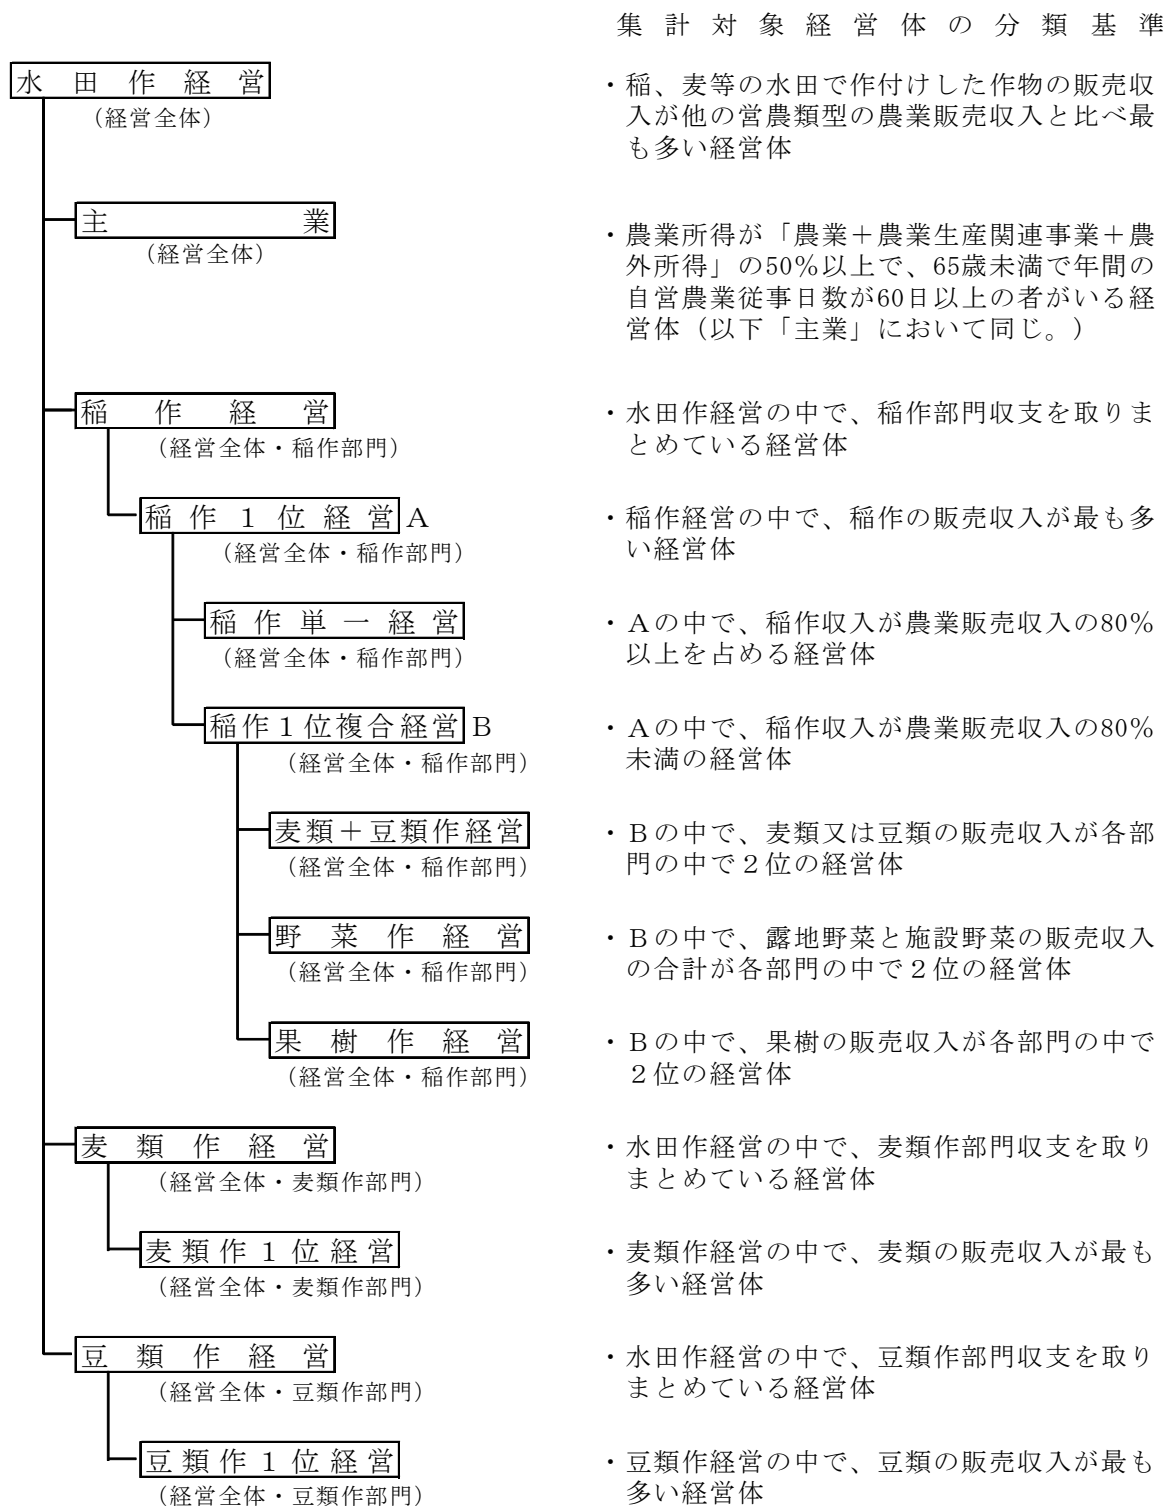 集計対象経営体の分類基準
水田作経営
（経営全体）
・稲、麦等の水田で作付けした作物の販売収
入が他の営農類型の農業販売収入と比べ最
も多い経営体
主業
（経営全体）
・農業所得が「農業＋農業生産関連事業＋農
外所得」の50％以上で、65歳未満で年間の
自営農業従事日数が60日以上の者がいる経
営体（以下「主業」において同じ。）
稲作経営
（経営全体・稲作部門）
・水田作経営の中で、稲作部門収支を取りま
とめている経営体
稲作１位経営 A
（経営全体・稲作部門）
・稲作経営の中で、稲作の販売収入が最も多
い経営体
稲作単一経営
（経営全体・稲作部門）
・Ａの中で、稲作収入が農業販売収入の80％
以上を占める経営体
稲作１位複合経営 B
（経営全体・稲作部門）
・Ａの中で、稲作収入が農業販売収入の80％
未満の経営体
麦類＋豆類作経営
（経営全体・稲作部門）
・Ｂの中で、麦類又は豆類の販売収入が各部
門の中で２位の経営体
野菜作経営
（経営全体・稲作部門）
・Ｂの中で、露地野菜と施設野菜の販売収入
の合計が各部門の中で２位の経営体
果樹作経営
（経営全体・稲作部門）
・Ｂの中で、果樹の販売収入が各部門の中で
２位の経営体
麦類作経営
（経営全体・麦類作部門）
・水田作経営の中で、麦類作部門収支を取り
まとめている経営体
麦類作１位経営
（経営全体・麦類作部門）
・麦類作経営の中で、麦類の販売収入が最も
多い経営体
豆類作経営
（経営全体・豆類作部門）
・水田作経営の中で、豆類作部門収支を取り
まとめている経営体
豆類作１位経営
（経営全体・豆類作部門）
・豆類作経営の中で、豆類の販売収入が最も
多い経営体